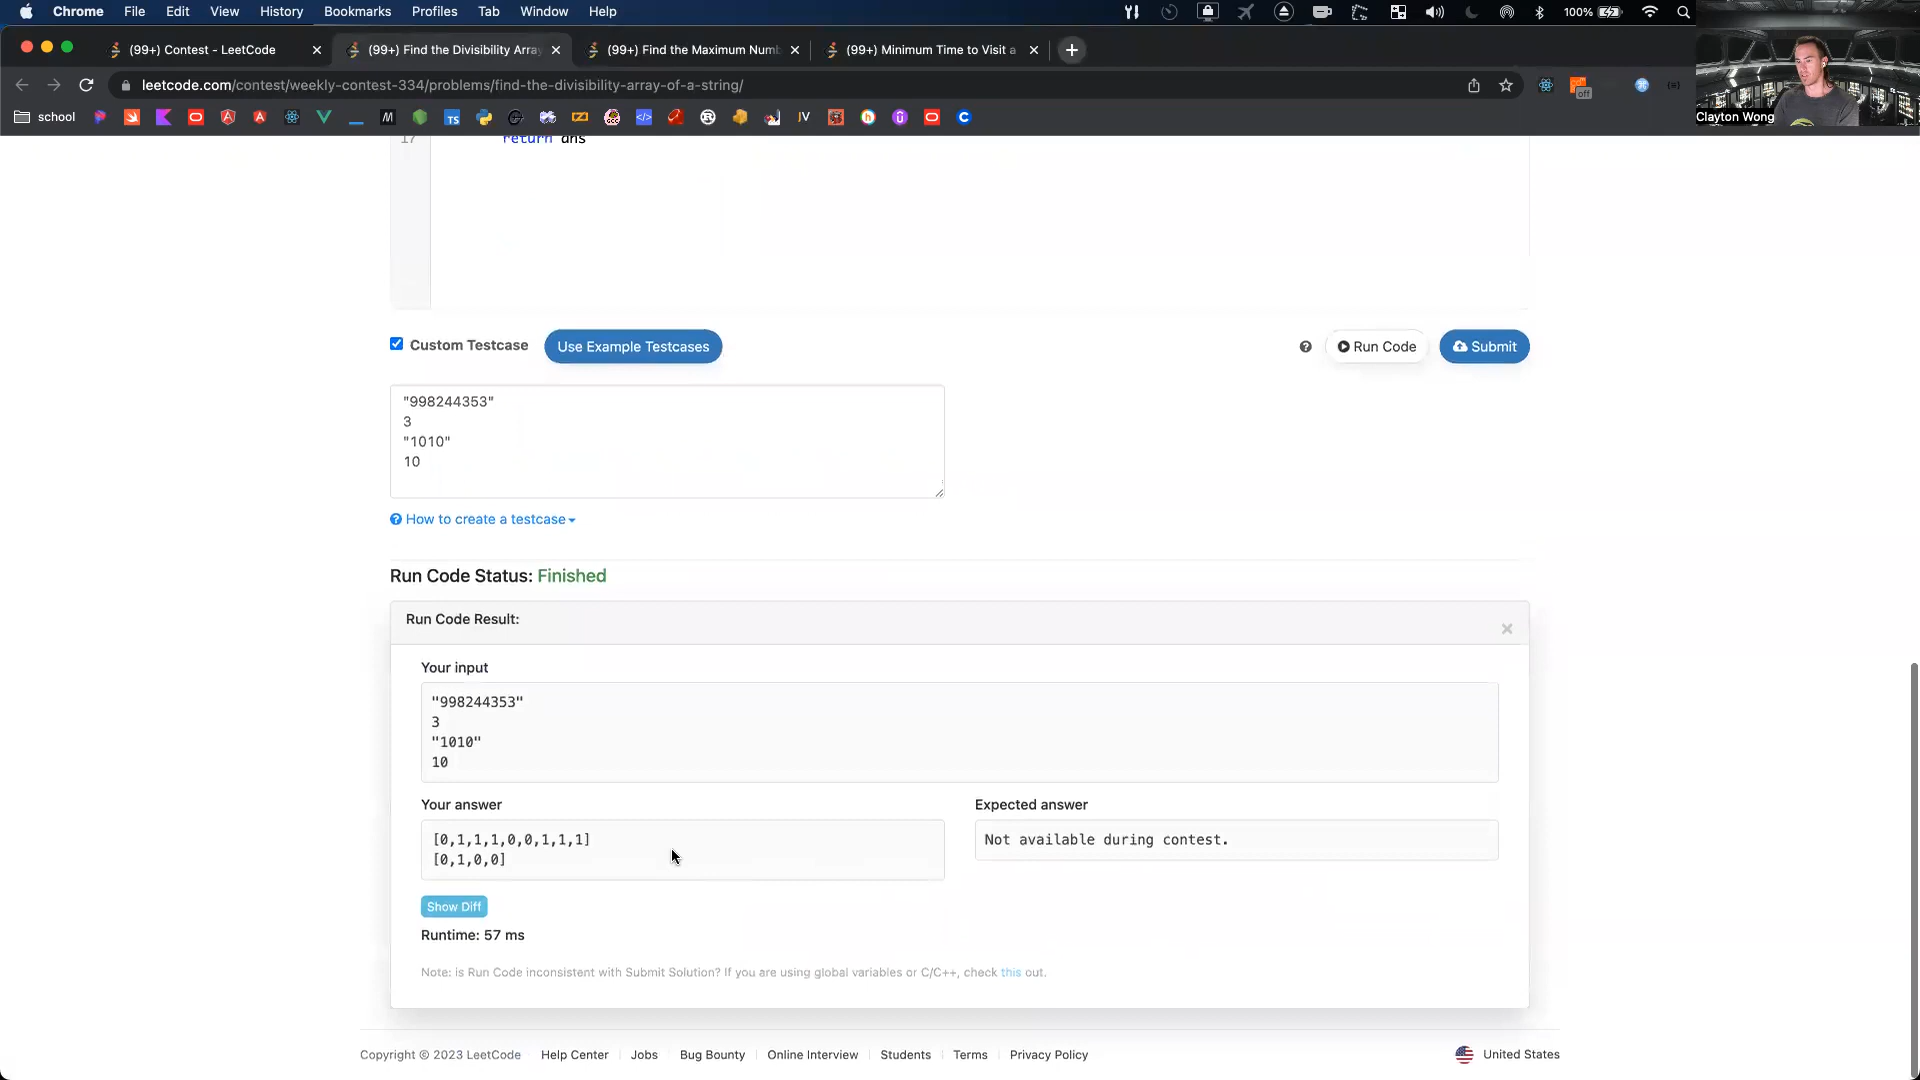 Chrome File Edit View History Bookmarks Profiles Tab Window Help 100%
(99+) Contest - LeetCode (99+) Find the Divisibility Arra (99+) Find the Maximum Num (99+) Minimum Time to Visit a
leetcode.com/contest/weekly-contest-334/problems/find-the-divisibility-array-of-a-string/
off
school M TS JV
Clayton Wong
17 return ans
Custom Testcase Use Example Testcases Run Code Submit
"998244353"
3
"1010"
10
How to create a testcase
Run Code Status: Finished
Run Code Result:
Your input
"998244353"
3
"1010"
10
Your answer Expected answer
[0,1,1,1,0,0,1,1,1] Not available during contest.
[0,1,0,0]
Show Diff
Runtime: 57 ms
Note: is Run Code inconsistent with Submit Solution? If you are using global variables or C/C++, check this out.
Copyright © 2023 LeetCode Help Center Jobs Bug Bounty Online Interview Students Terms Privacy Policy United States